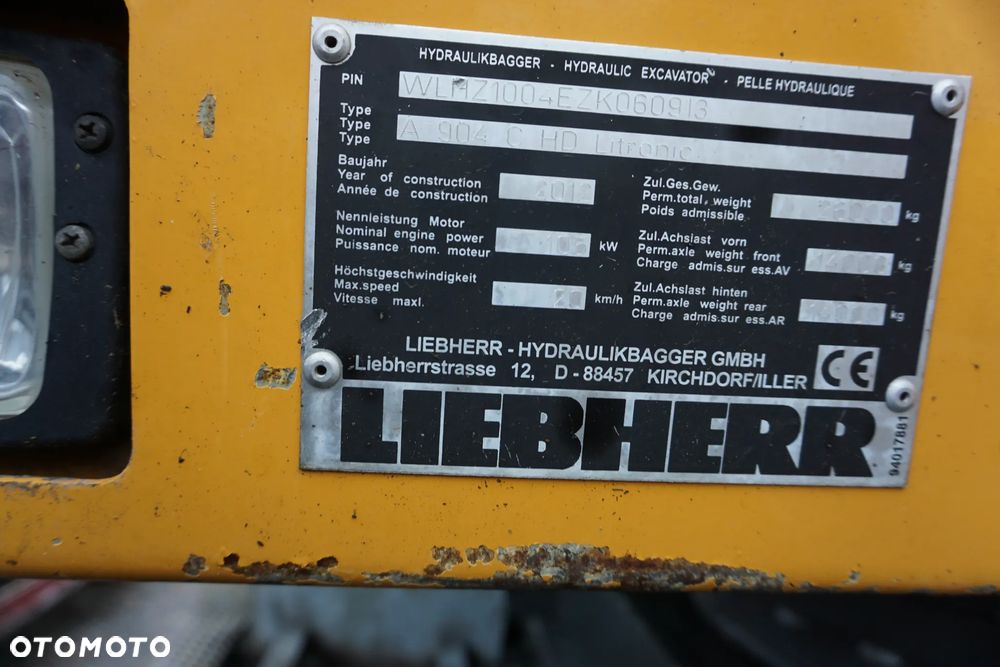 HYDRAULIKBAGGER - HYDRAULIC EXCAVATOR - PELLE HYDRAULIQUE
PIN WLHZ1004EZK060913
Type
Type A 904 C HD Litronic
Type
Baujahr
Year of construction 2012
Année de construction
Nennleistung Motor
Nominal engine power kW
Puissance nom. moteur
Höchstgeschwindigkeit
Max.speed 20 km/h
Vitesse maxl.
Zul.Ges.Gew.
Perm.total, weight kg
Poids admissible
Zul.Achslast vorn
Perm.axle weight front kg
Charge admis.sur ess.AV
Zul.Achslast hinten
Perm.axle weight rear kg
Charge admis.sur ess.AR
LIEBHERR - HYDRAULIKBAGGER GMBH
Liebherrstrasse 12, D - 88457 KIRCHDORF/ILLER
CE
LIEBHERR
94017881
OTOMOTO